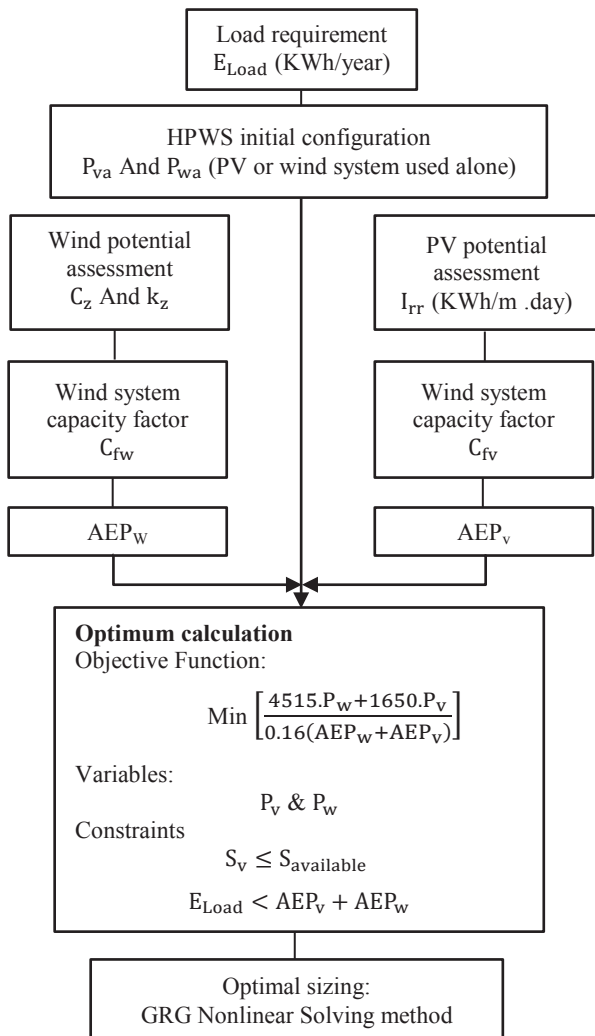 Load requirement
E_Load (KWh/year)
HPWS initial configuration
P_va And P_wa (PV or wind system used alone)
Wind potential
assessment
C_z And k_z
PV potential
assessment
I_rr (KWh/m .day)
Wind system
capacity factor
C_fw
Wind system
capacity factor
C_fv
AEP_W
AEP_v
Optimum calculation
Objective Function:
Min [ (4515.P_w+1650.P_v) / (0.16(AEP_w+AEP_v)) ]
Variables:
P_v & P_w
Constraints
S_v ≤ S_available
E_Load < AEP_v + AEP_w
Optimal sizing:
GRG Nonlinear Solving method